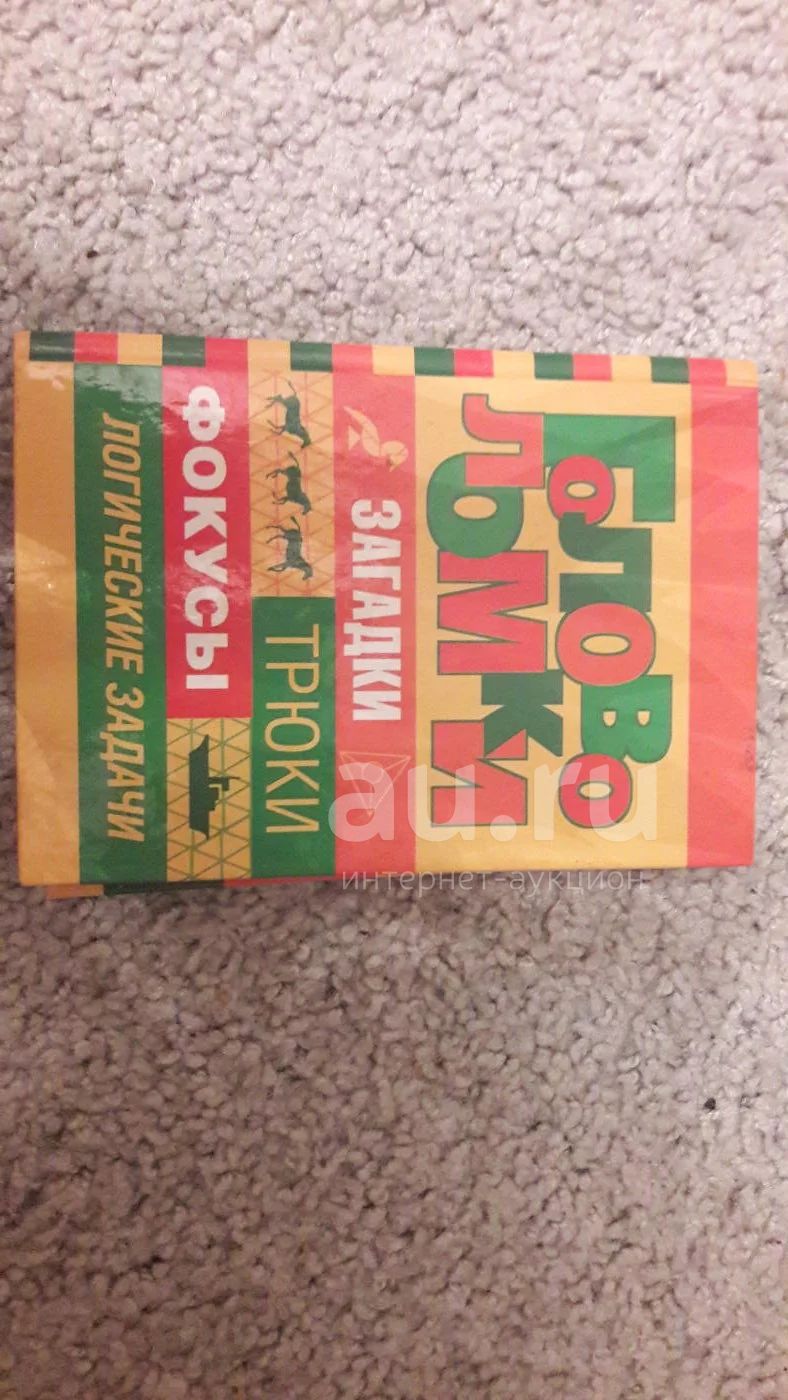 ГоЛОВо
ЛОМКИ
ЗАГАДКИ
ТРЮКИ
ФОКУСЫ
ЛОГИЧЕСКИЕ ЗАДАЧИ
au.ru
интернет-аукцион